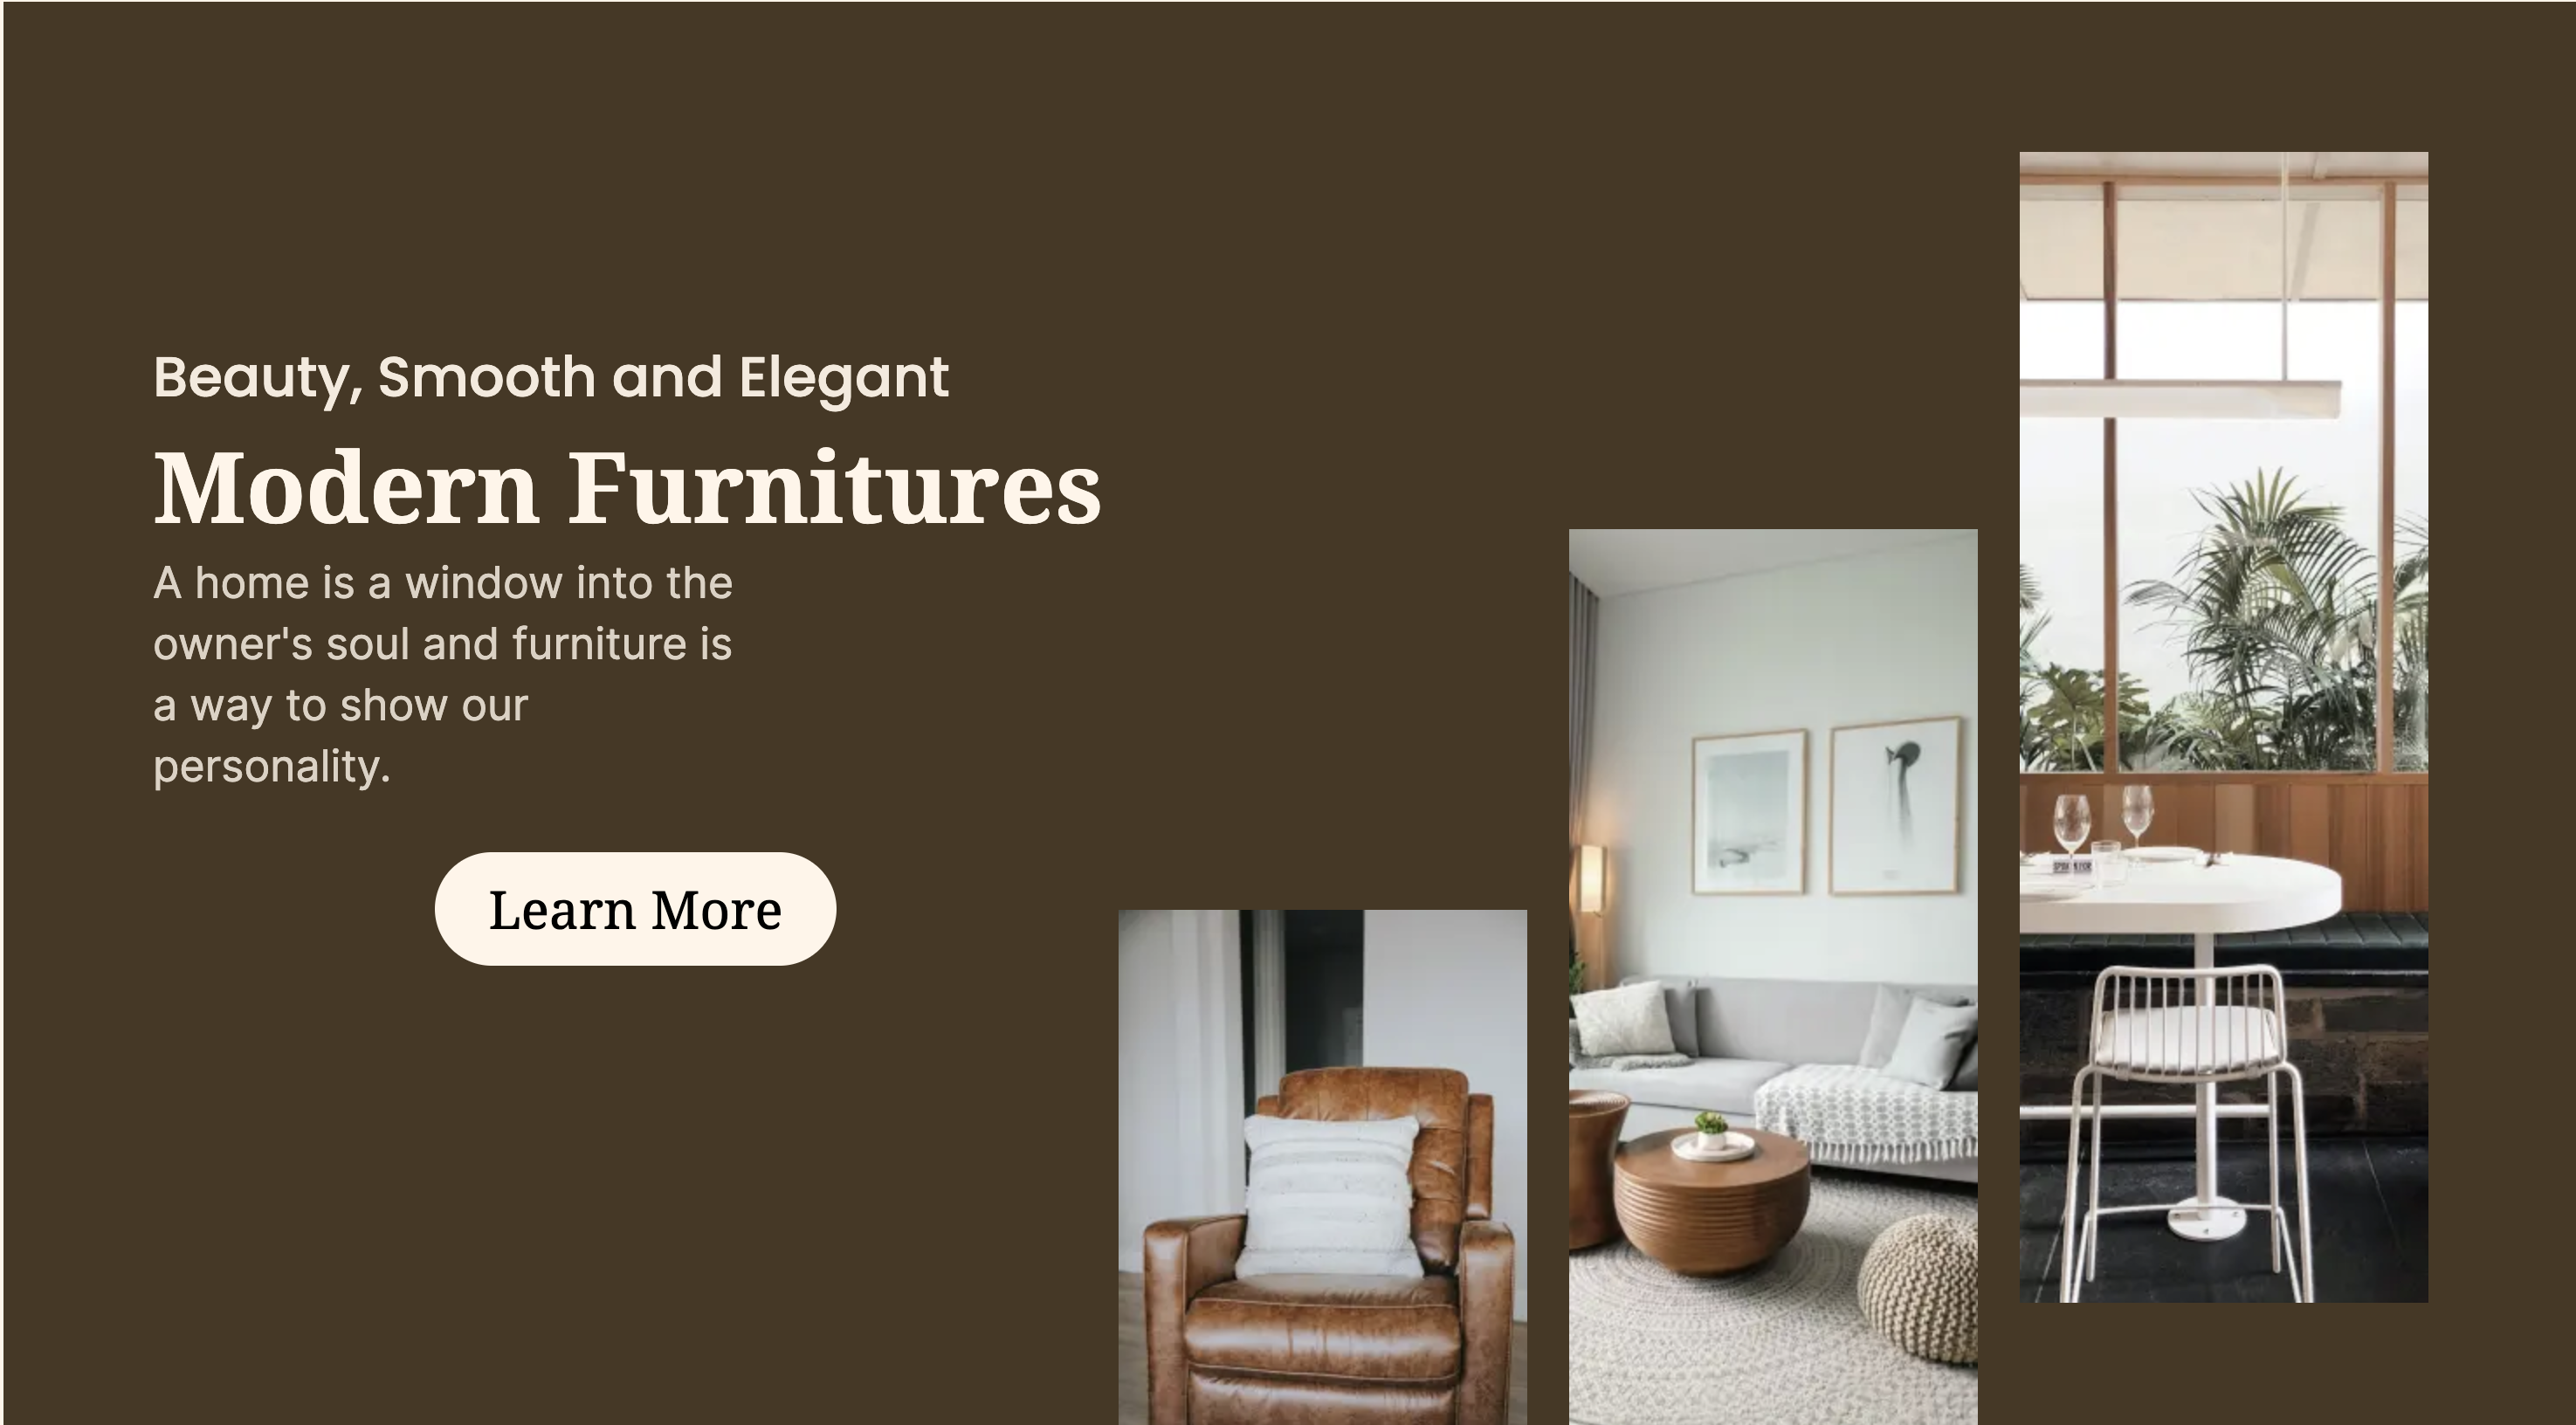 Beauty, Smooth and Elegant
Modern Furnitures
A home is a window into the
owner's soul and furniture is
a way to show our
personality.
Learn More